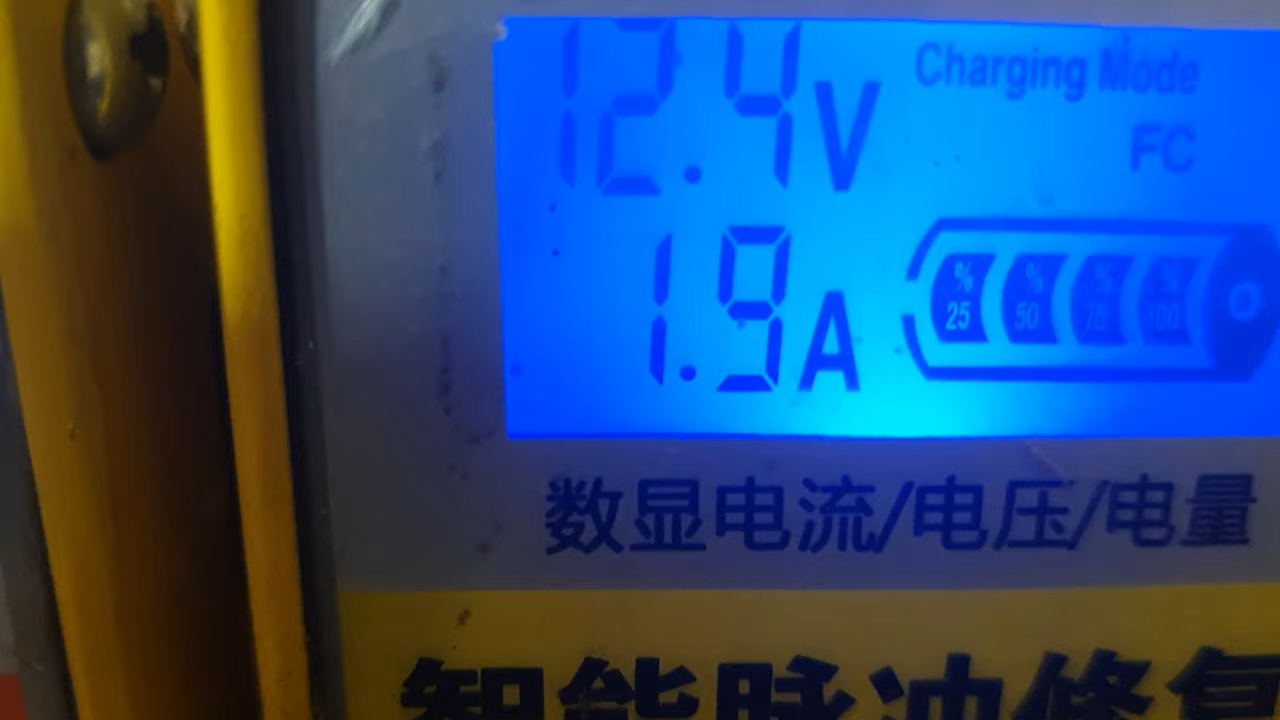 12.4V
Charging Mode
FC
1.9A
% % % %
25 50 75 100
数显电流/电压/电量
智能脉冲修复